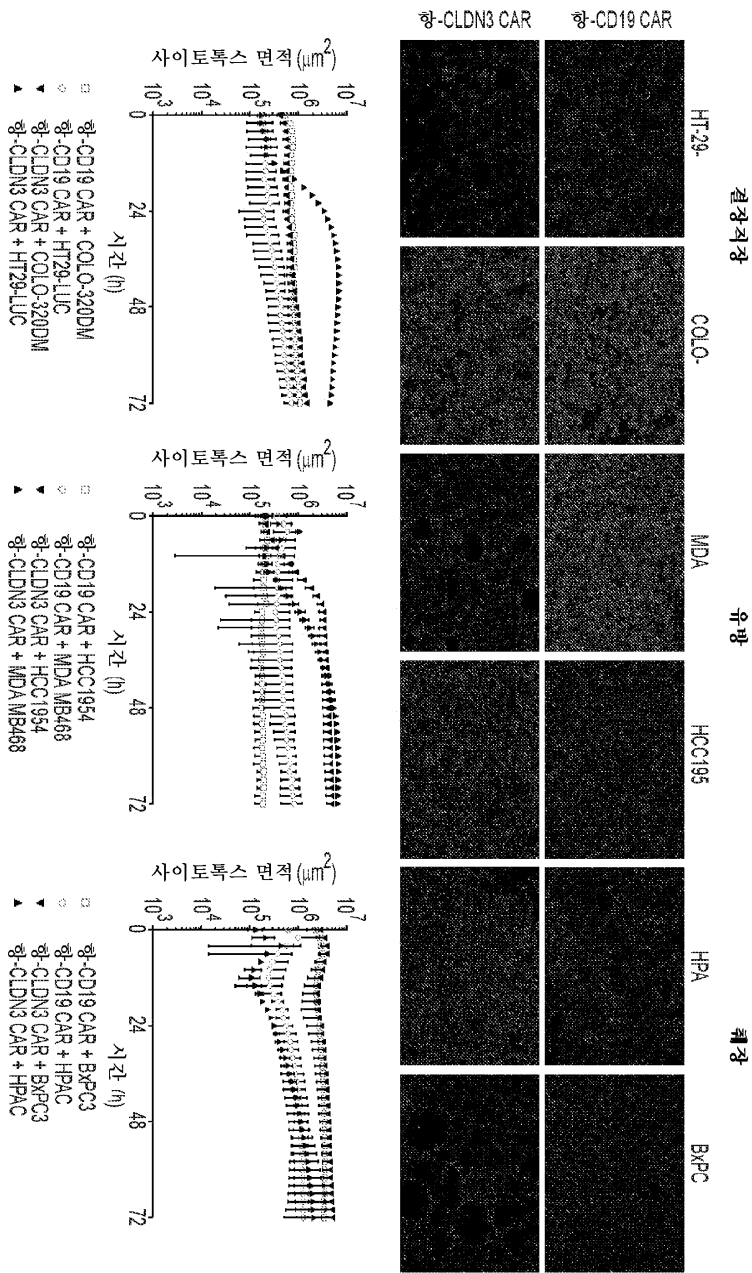 결장직장
유방
췌장
HT-29-
COLO-
MDA
HCC195
HPA
BxPC
항-CD19 CAR
항-CLDN3 CAR
사이토톡스 면적 (μm²)
10⁷
10⁶
10⁵
10⁴
10³
0
24
48
72
시간 (h)
항-CD19 CAR + COLO-320DM
항-CD19 CAR + HT29-LUC
항-CLDN3 CAR + COLO-320DM
항-CLDN3 CAR + HT29-LUC
사이토톡스 면적 (μm²)
10⁷
10⁶
10⁵
10⁴
10³
0
24
48
72
시간 (h)
항-CD19 CAR + HCC1954
항-CD19 CAR + MDA MB468
항-CLDN3 CAR + HCC1954
항-CLDN3 CAR + MDA MB468
사이토톡스 면적 (μm²)
10⁷
10⁶
10⁵
10⁴
10³
0
24
48
72
시간 (h)
항-CD19 CAR + BxPC3
항-CD19 CAR + HPAC
항-CLDN3 CAR + BxPC3
항-CLDN3 CAR + HPAC